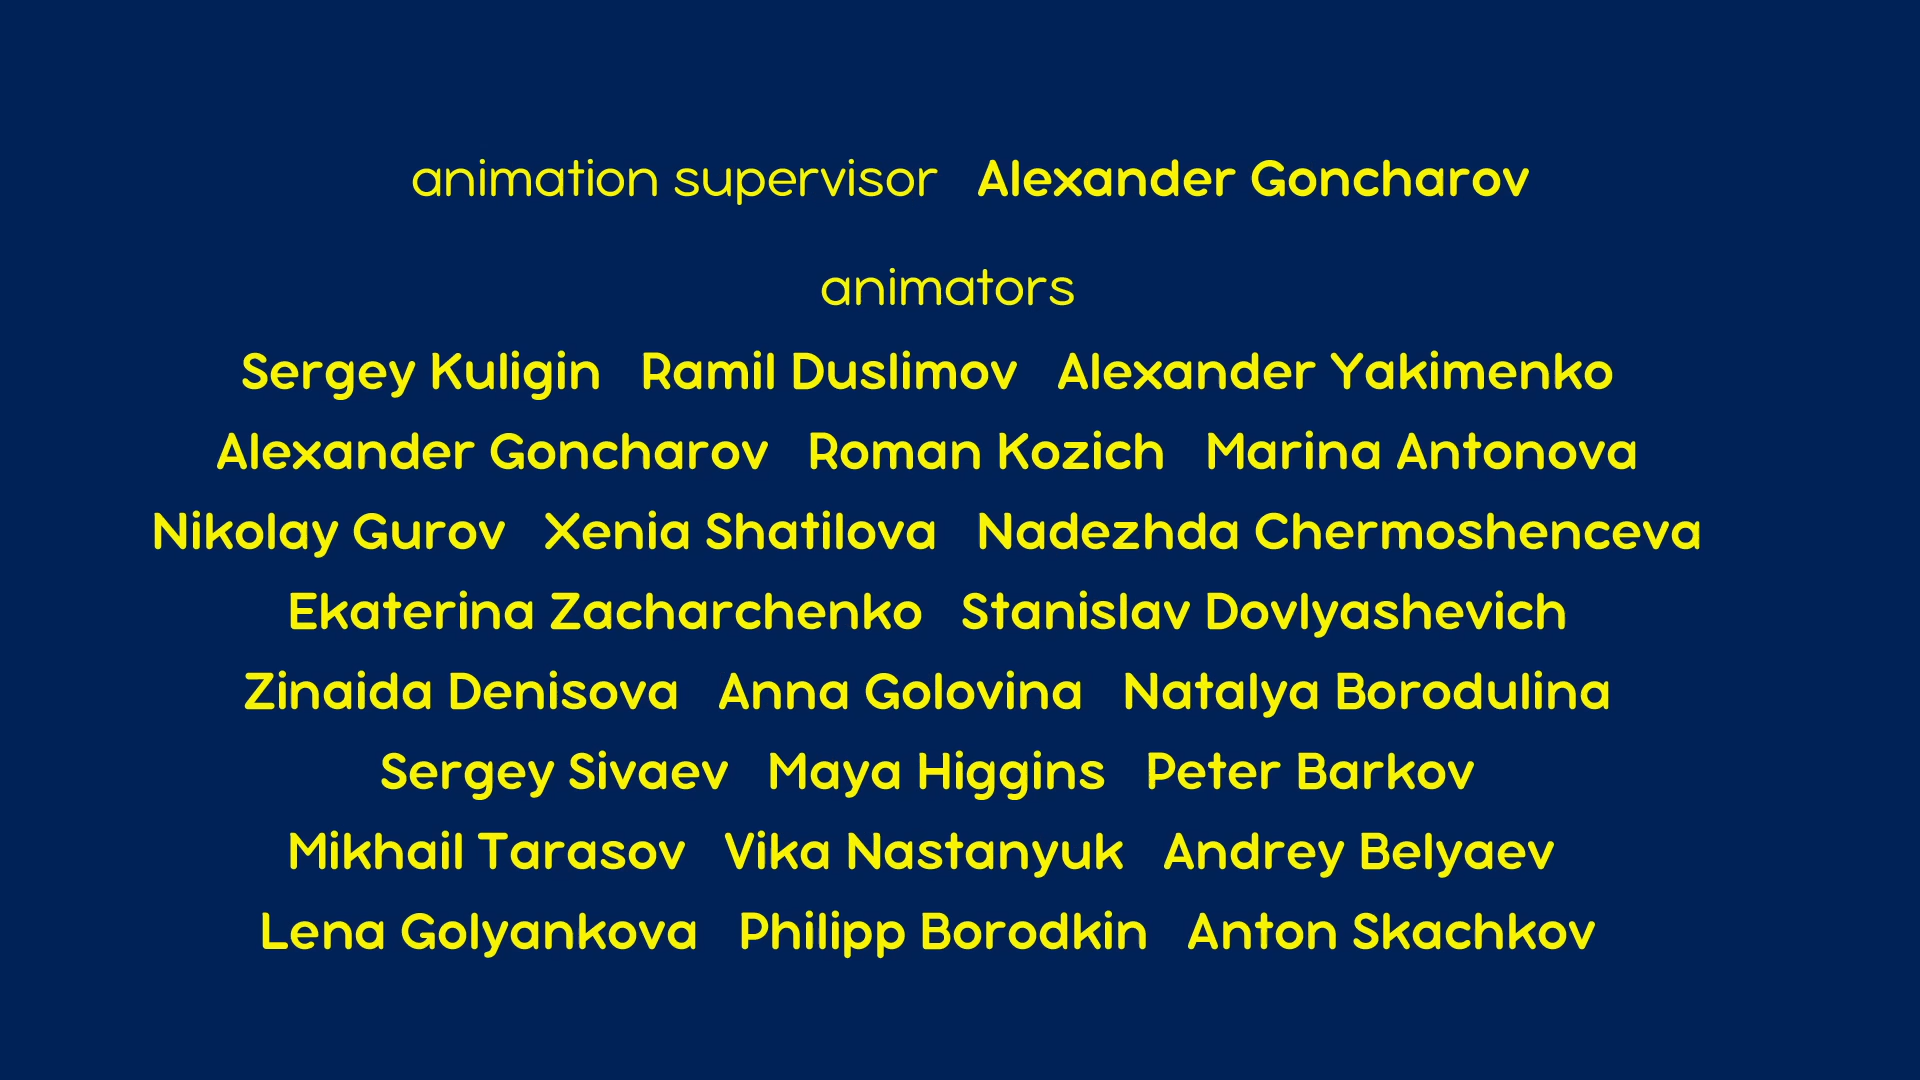 animation supervisor Alexander Goncharov
animators
Sergey Kuligin Ramil Duslimov Alexander Yakimenko
Alexander Goncharov Roman Kozich Marina Antonova
Nikolay Gurov Xenia Shatilova Nadezhda Chermoshenceva
Ekaterina Zacharchenko Stanislav Dovlyashevich
Zinaida Denisova Anna Golovina Natalya Borodulina
Sergey Sivaev Maya Higgins Peter Barkov
Mikhail Tarasov Vika Nastanyuk Andrey Belyaev
Lena Golyankova Philipp Borodkin Anton Skachkov